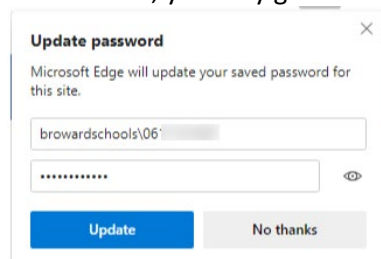 Update password
Microsoft Edge will update your saved password for
this site.
browardschools\06
••••••••••••
Update
No thanks